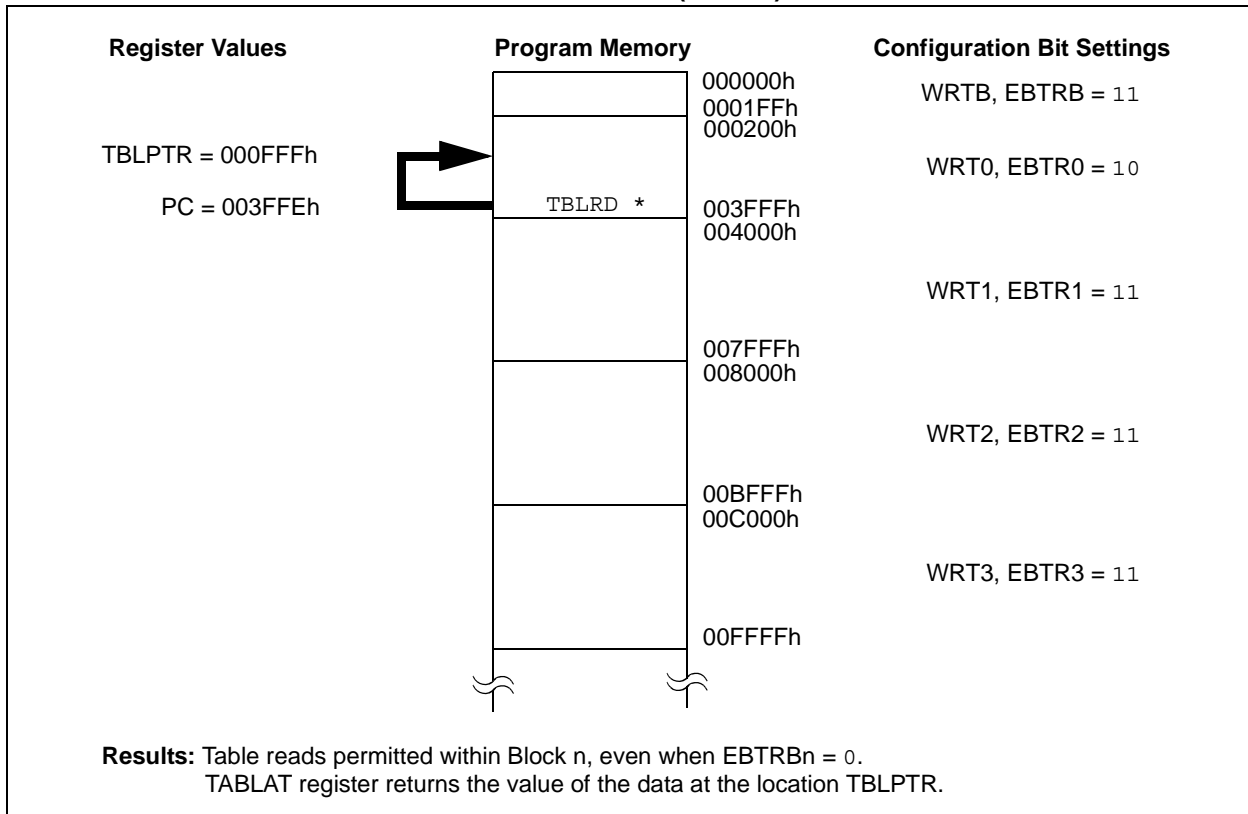 Register Values Program Memory Configuration Bit Settings
000000h
WRTB, EBTRB = 11
0001FFh
000200h
TBLPTR = 000FFFh
WRT0, EBTR0 = 10
PC = 003FFEh
TBLRD *
003FFFh
004000h
WRT1, EBTR1 = 11
007FFFh
008000h
WRT2, EBTR2 = 11
00BFFFh
00C000h
WRT3, EBTR3 = 11
00FFFFh
Results: Table reads permitted within Block n, even when EBTRBn = 0.
TABLAT register returns the value of the data at the location TBLPTR.